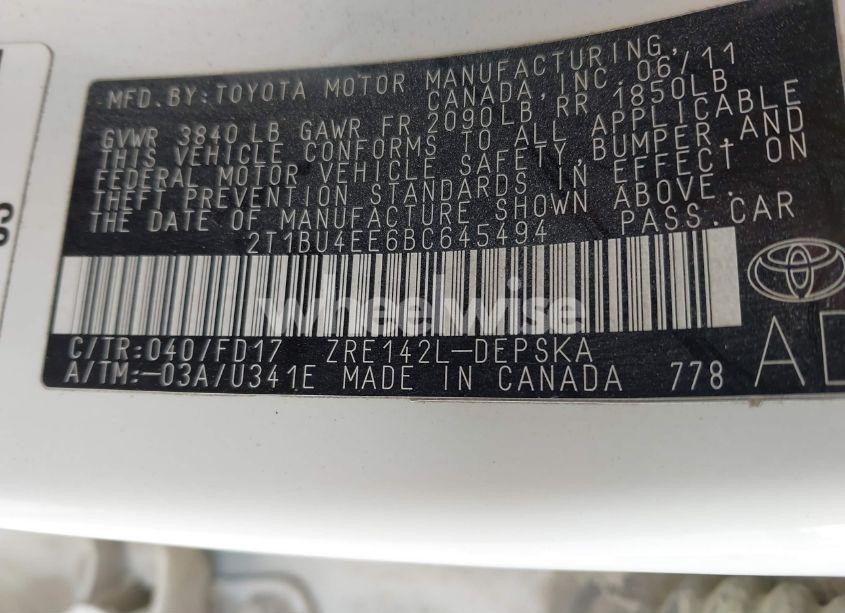 MFD. BY: TOYOTA MOTOR MANUFACTURING,
CANADA, INC. 06/11
GVWR 3840 LB GAWR FR 2090LB RR 1850LB
THIS VEHICLE CONFORMS TO ALL APPLICABLE
FEDERAL MOTOR VEHICLE SAFETY, BUMPER, AND
THEFT PREVENTION STANDARDS IN EFFECT ON
THE DATE OF MANUFACTURE SHOWN ABOVE.
2T1BU4EE6BC645494 PASS. CAR
wheelwise
C/TR: 040/FD17 ZRE142L-DEPSKA
A/TM: -03A/U341E MADE IN CANADA 778